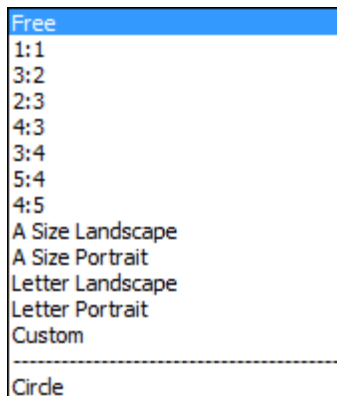 Free
1:1
3:2
2:3
4:3
3:4
5:4
4:5
A Size Landscape
A Size Portrait
Letter Landscape
Letter Portrait
Custom
Circle